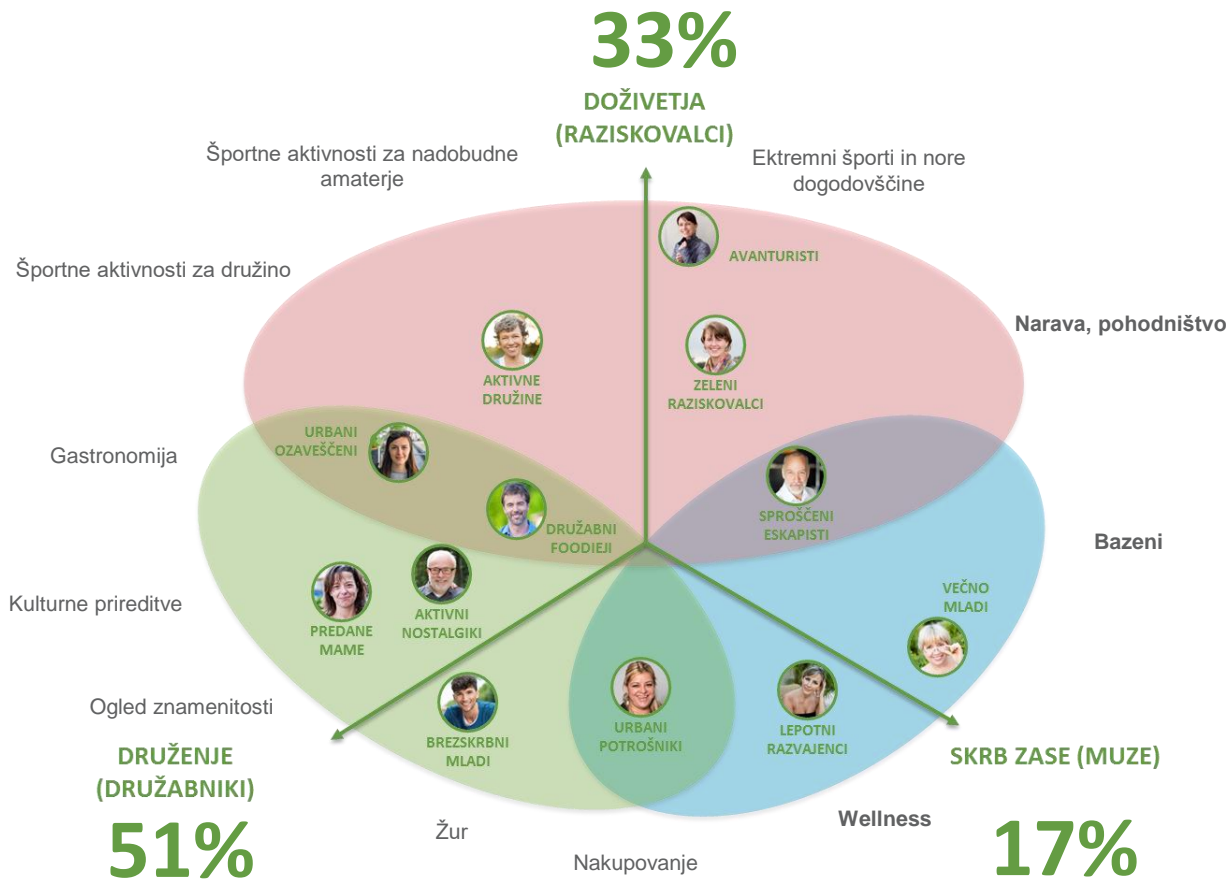 33%
DOŽIVETJA
(RAZISKOVALCI)
Športne aktivnosti za nadobudne
amaterje
Ektremni športi in nore
dogodovščine
Športne aktivnosti za družino
AVANTURISTI
Narava, pohodništvo
AKTIVNE
DRUŽINE
ZELENI
RAZISKOVALCI
Gastronomija
URBANI
OZAVEŠČENI
DRUŽABNI
FOODIEJI
SPROŠČENI
ESKAPISTI
Bazeni
Kulturne prireditve
PREDANE
MAME
AKTIVNI
NOSTALGIKI
VEČNO
MLADI
Ogled znamenitosti
BREZSKRBNI
MLADI
URBANI
POTROŠNIKI
LEPOTNI
RAZVAJENCI
DRUŽENJE
(DRUŽABNIKI)
51%
SKRB ZASE (MUZE)
17%
Žur
Nakupovanje
Wellness